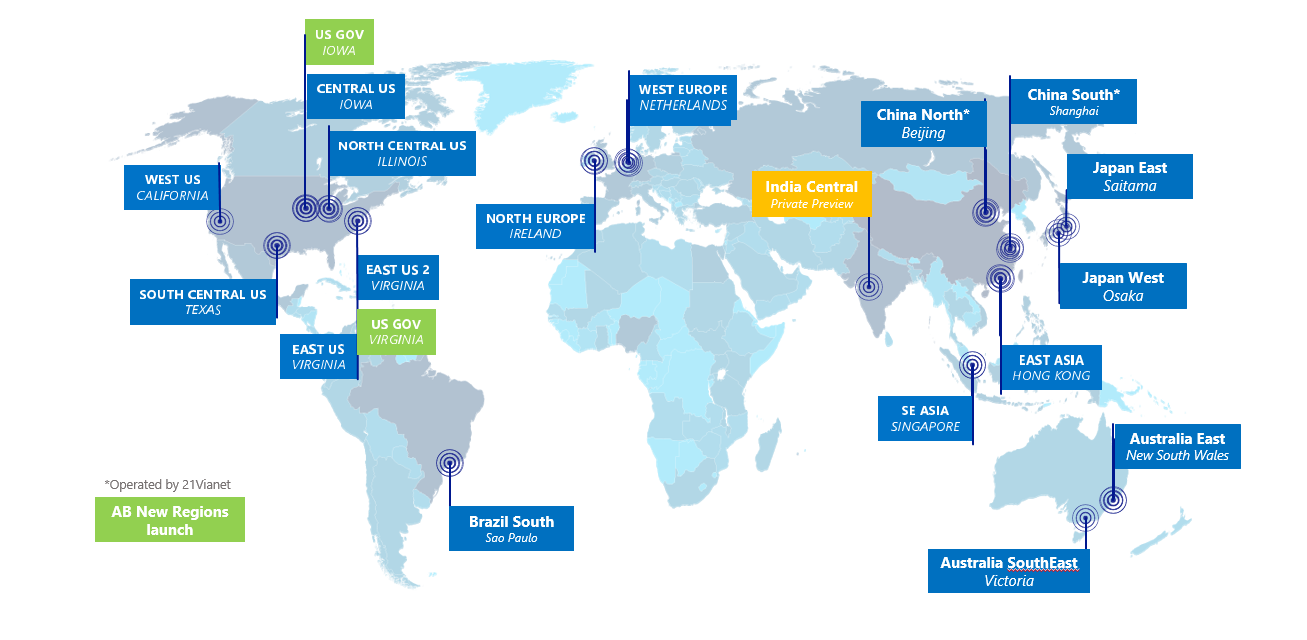 US GOV
IOWA
CENTRAL US
IOWA
NORTH CENTRAL US
ILLINOIS
WEST US
CALIFORNIA
SOUTH CENTRAL US
TEXAS
EAST US 2
VIRGINIA
US GOV
VIRGINIA
EAST US
VIRGINIA
WEST EUROPE
NETHERLANDS
NORTH EUROPE
IRELAND
India Central
Private Preview
China North*
Beijing
China South*
Shanghai
Japan East
Saitama
Japan West
Osaka
EAST ASIA
HONG KONG
SE ASIA
SINGAPORE
Australia East
New South Wales
Australia SouthEast
Victoria
Brazil South
Sao Paulo
*Operated by 21Vianet
AB New Regions
launch